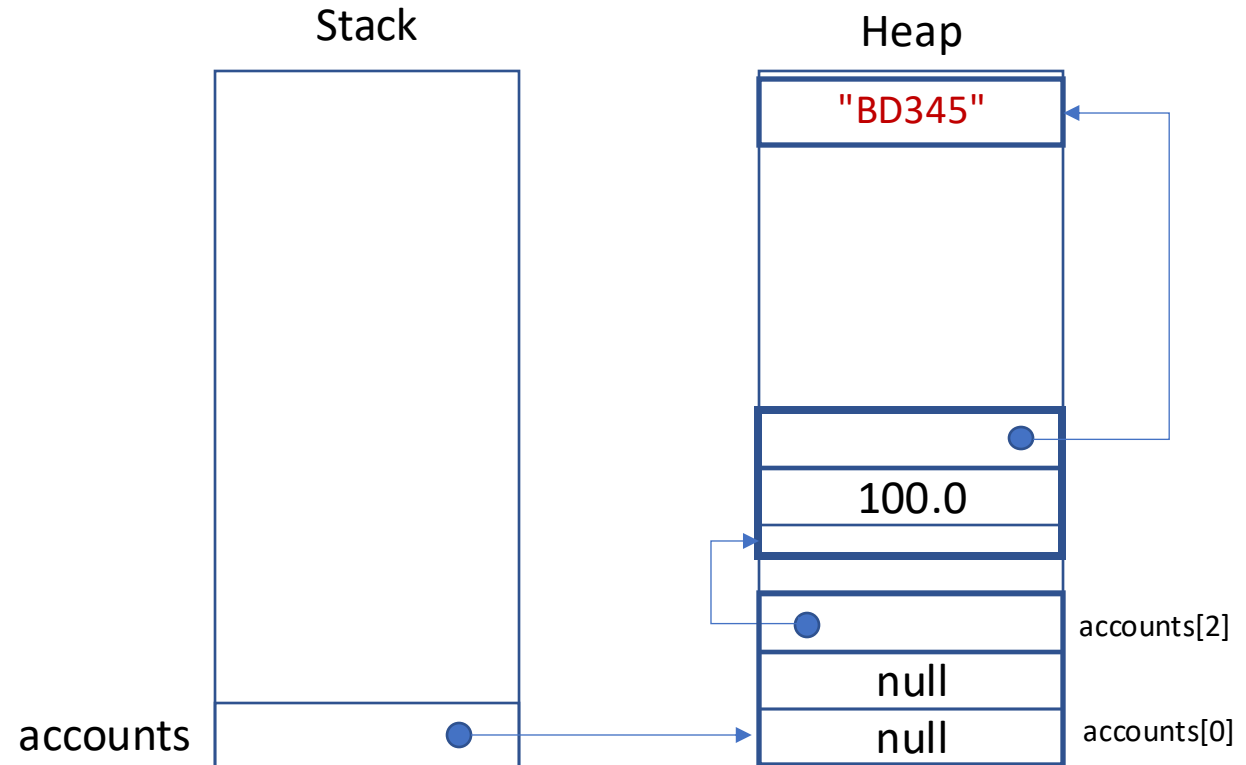 Stack
Heap
"BD345"
100.0
accounts[2]
null
accounts
null
accounts[0]